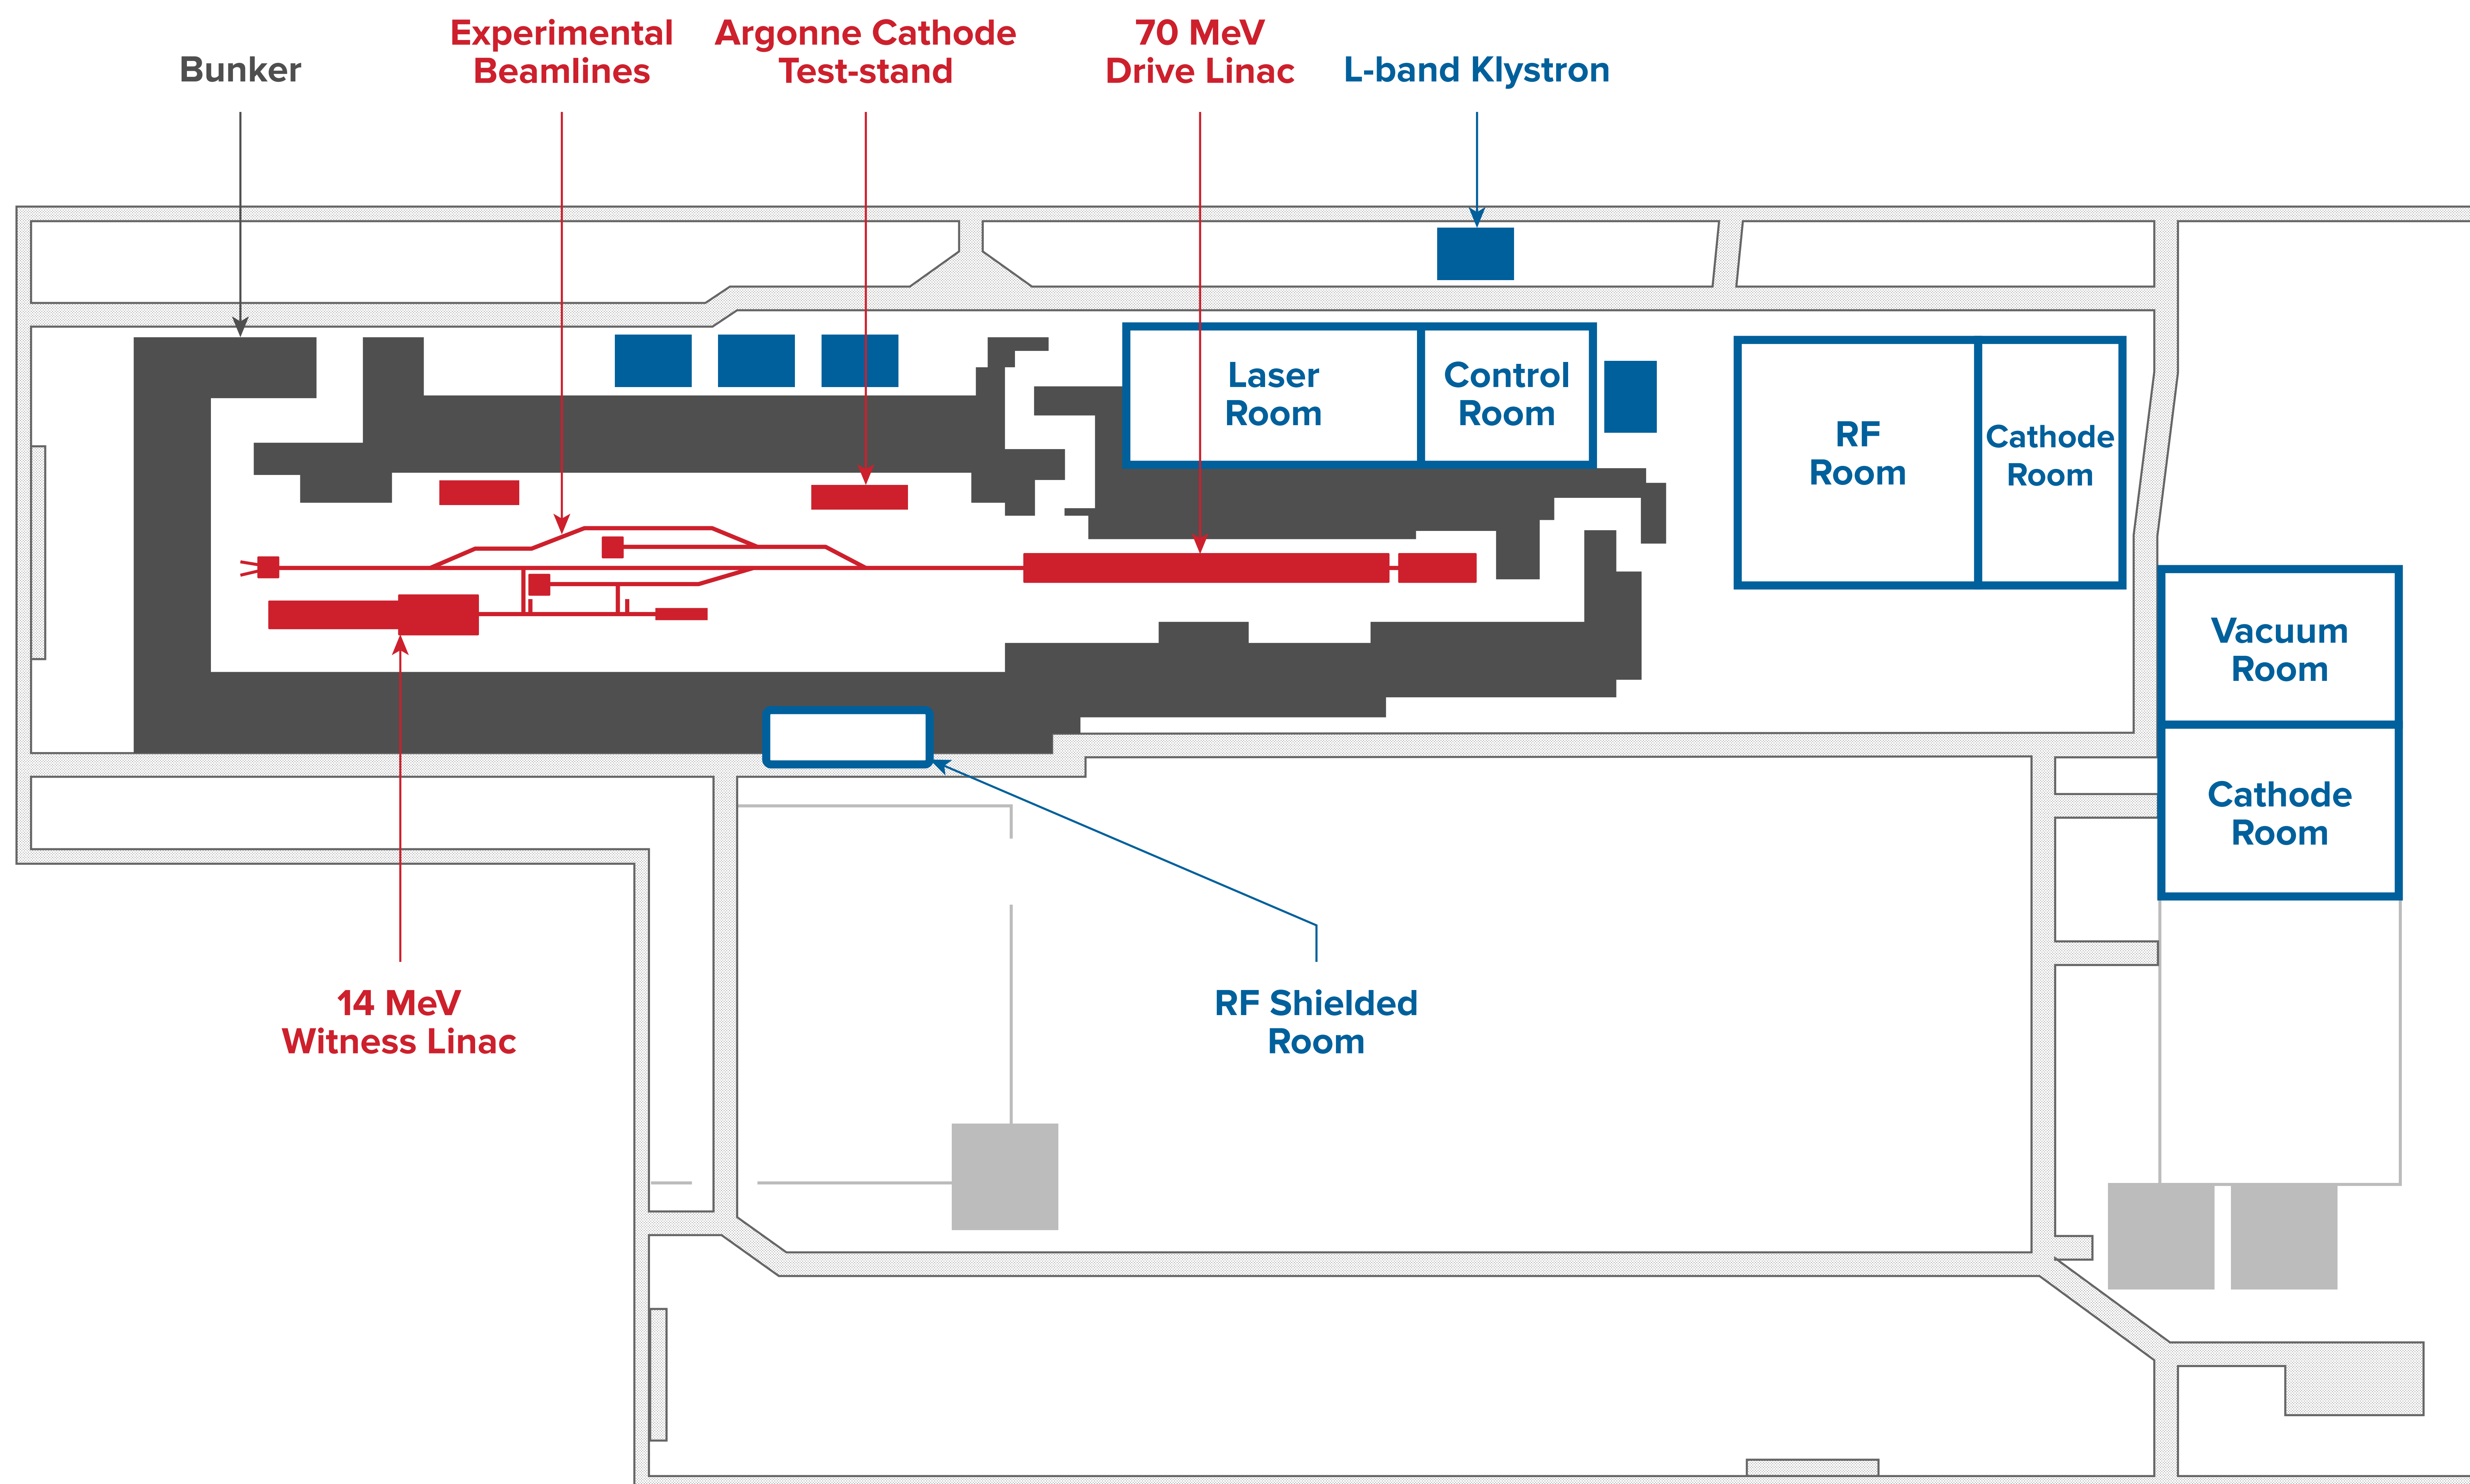 Bunker
Experimental
Beamlines
Argonne Cathode
Test-stand
70 MeV
Drive Linac
L-band Klystron
Laser
Room
Control
Room
RF
Room
Cathode
Room
Vacuum
Room
Cathode
Room
14 MeV
Witness Linac
RF Shielded
Room